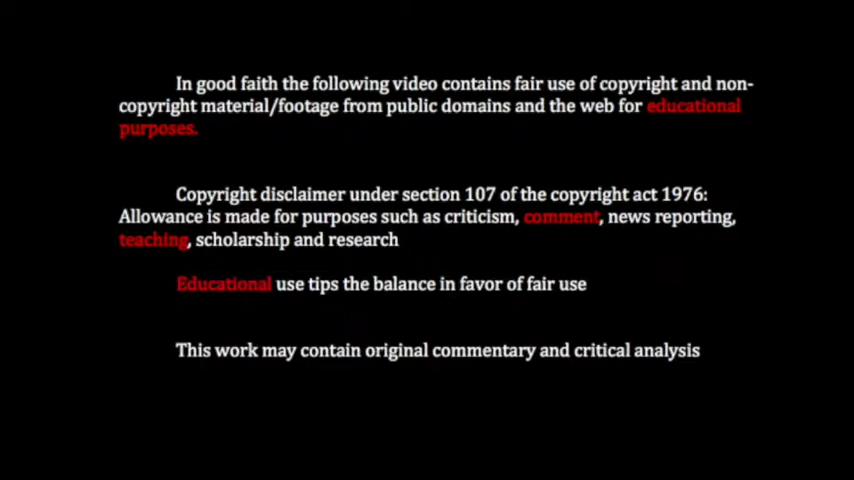 In good faith the following video contains fair use of copyright and non-
copyright material/footage from public domains and the web for educational
purposes.
Copyright disclaimer under section 107 of the copyright act 1976:
Allowance is made for purposes such as criticism, comment, news reporting,
teaching, scholarship and research
Educational use tips the balance in favor of fair use
This work may contain original commentary and critical analysis